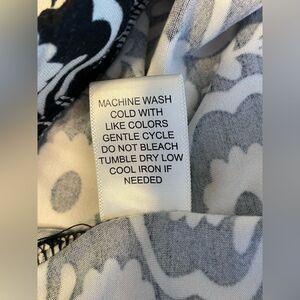 MACHINE WASH
COLD WITH
LIKE COLORS
GENTLE CYCLE
DO NOT BLEACH
TUMBLE DRY LOW
COOL IRON IF
NEEDED